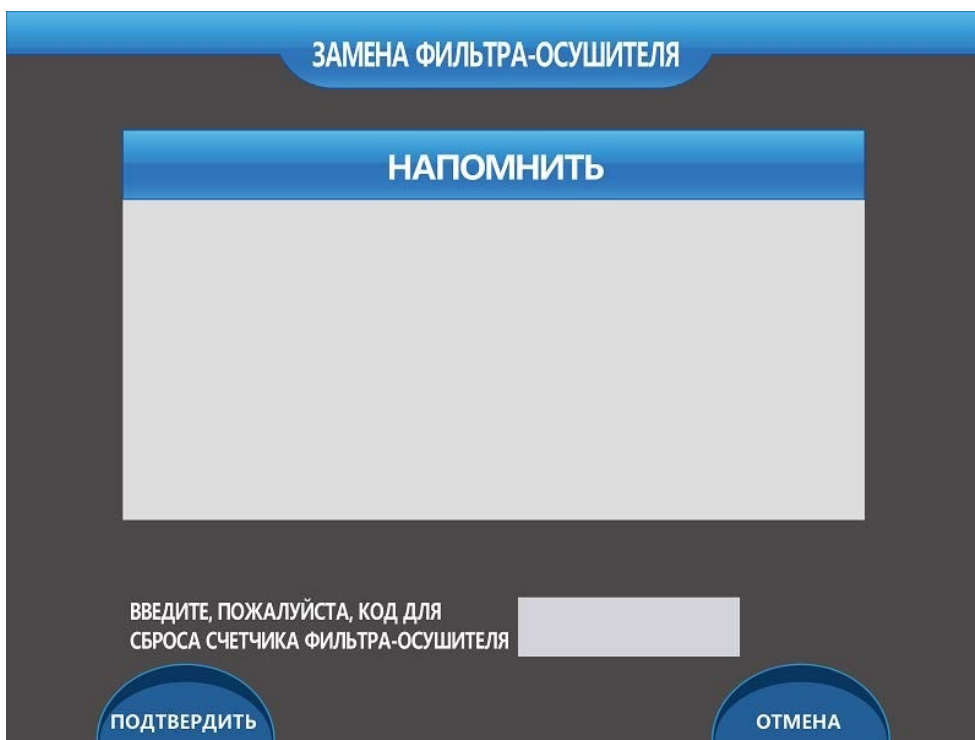 ЗАМЕНА ФИЛЬТРА-ОСУШИТЕЛЯ
НАПОМНИТЬ
ВВЕДИТЕ, ПОЖАЛУЙСТА, КОД ДЛЯ
СБРОСА СЧЕТЧИКА ФИЛЬТРА-ОСУШИТЕЛЯ
ПОДТВЕРДИТЬ
ОТМЕНА